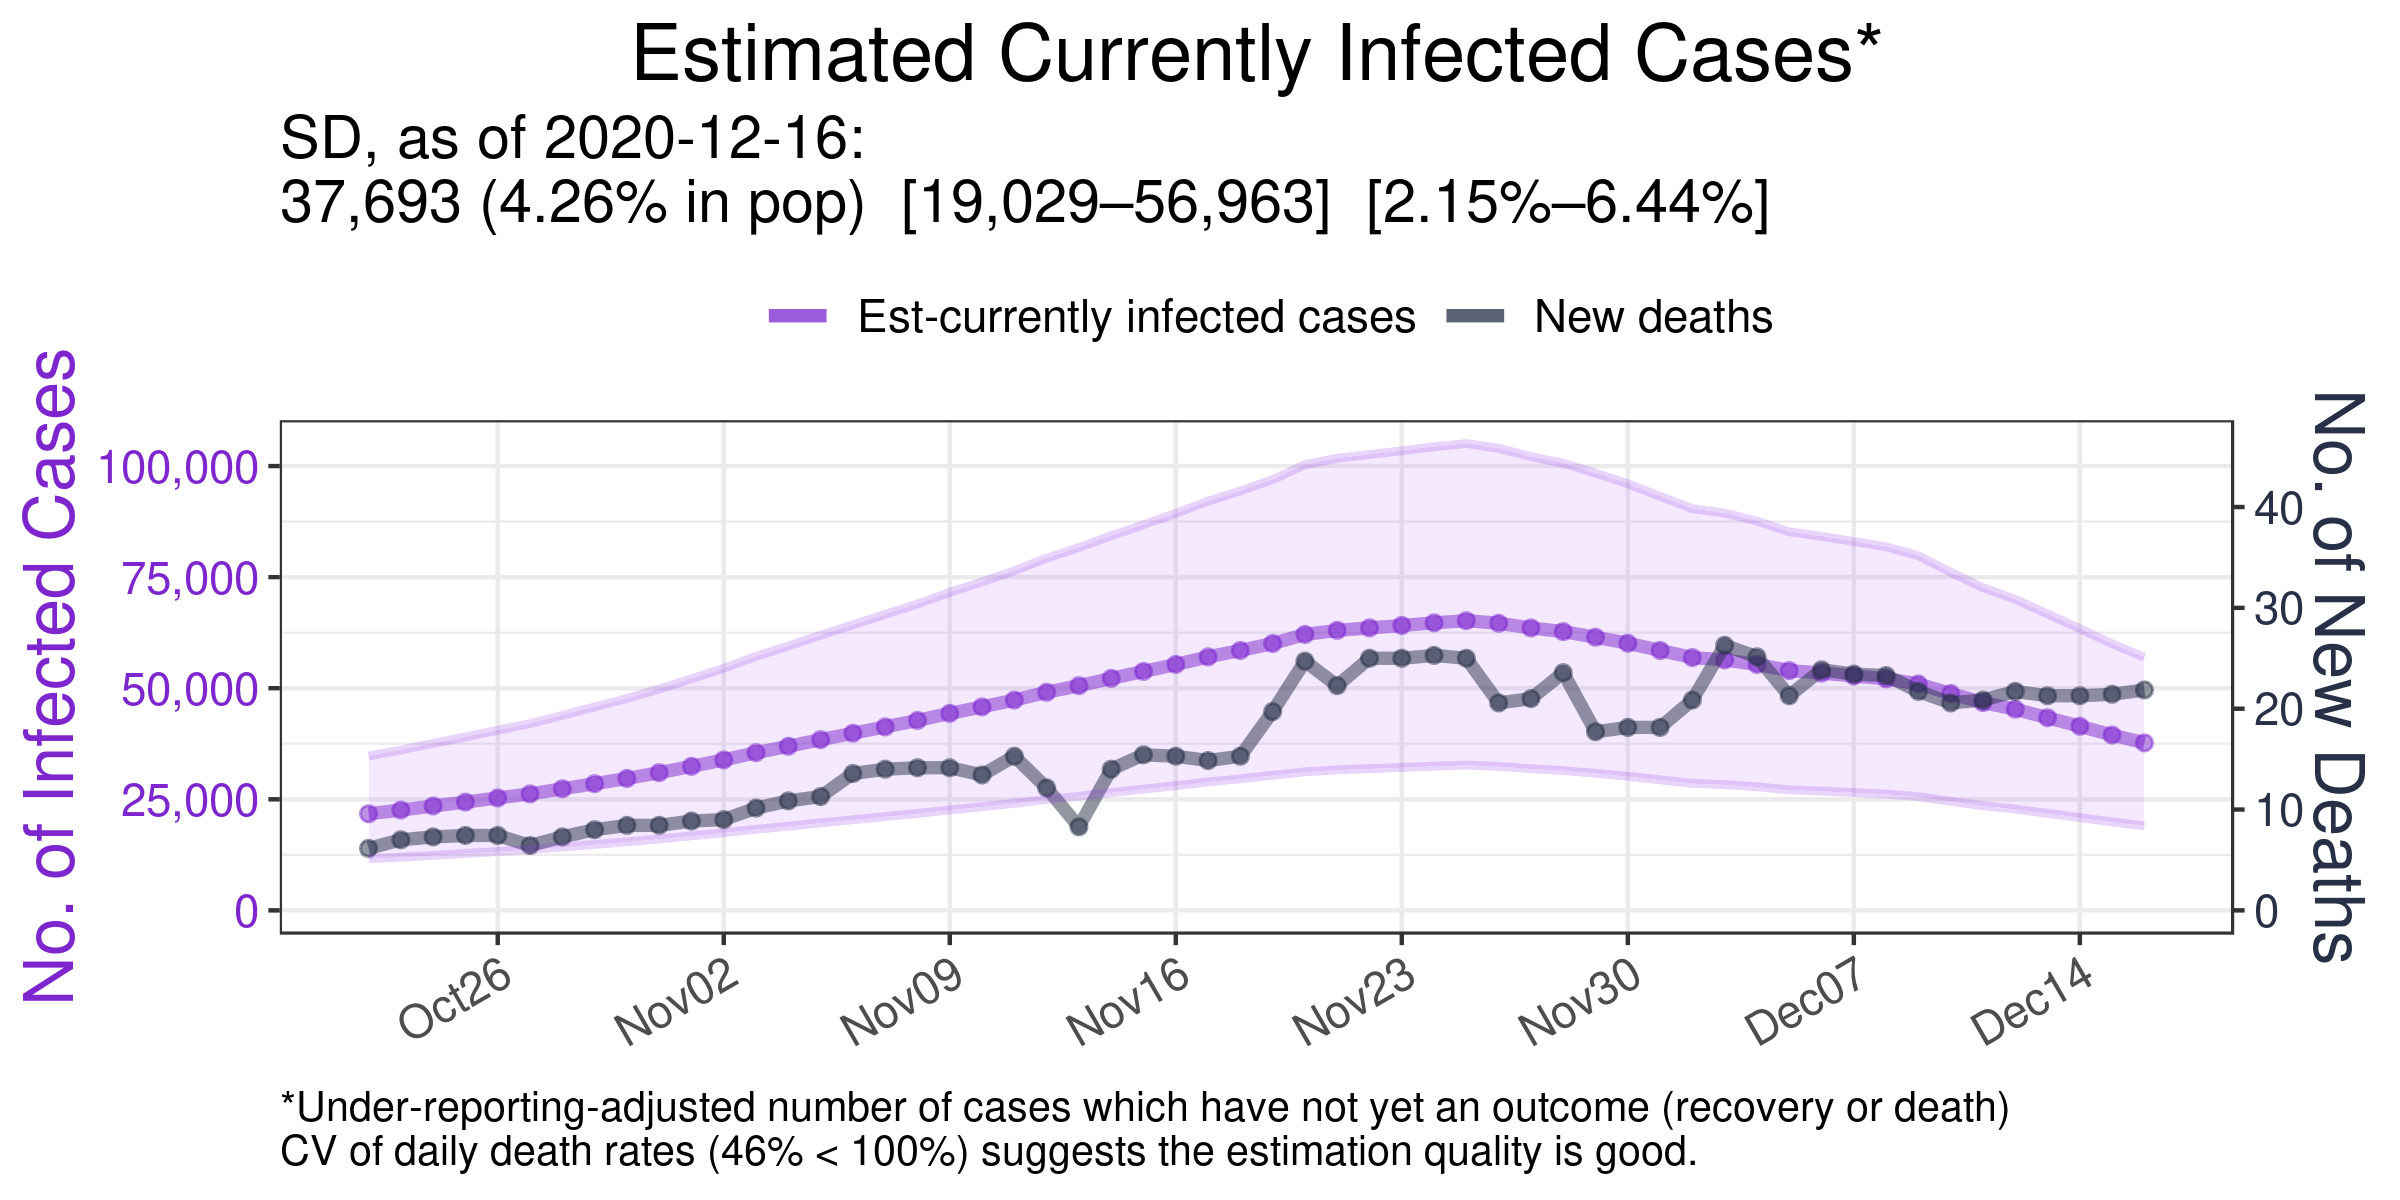 Estimated Currently Infected Cases*
SD, as of 2020-12-16:
37,693 (4.26% in pop)  [19,029–56,963]  [2.15%–6.44%]
Est-currently infected cases
New deaths
No. of Infected Cases
100,000
75,000
50,000
25,000
0
No. of New Deaths
40
30
20
10
0
Oct26
Nov02
Nov09
Nov16
Nov23
Nov30
Dec07
Dec14
*Under-reporting-adjusted number of cases which have not yet an outcome (recovery or death)
CV of daily death rates (46% < 100%) suggests the estimation quality is good.